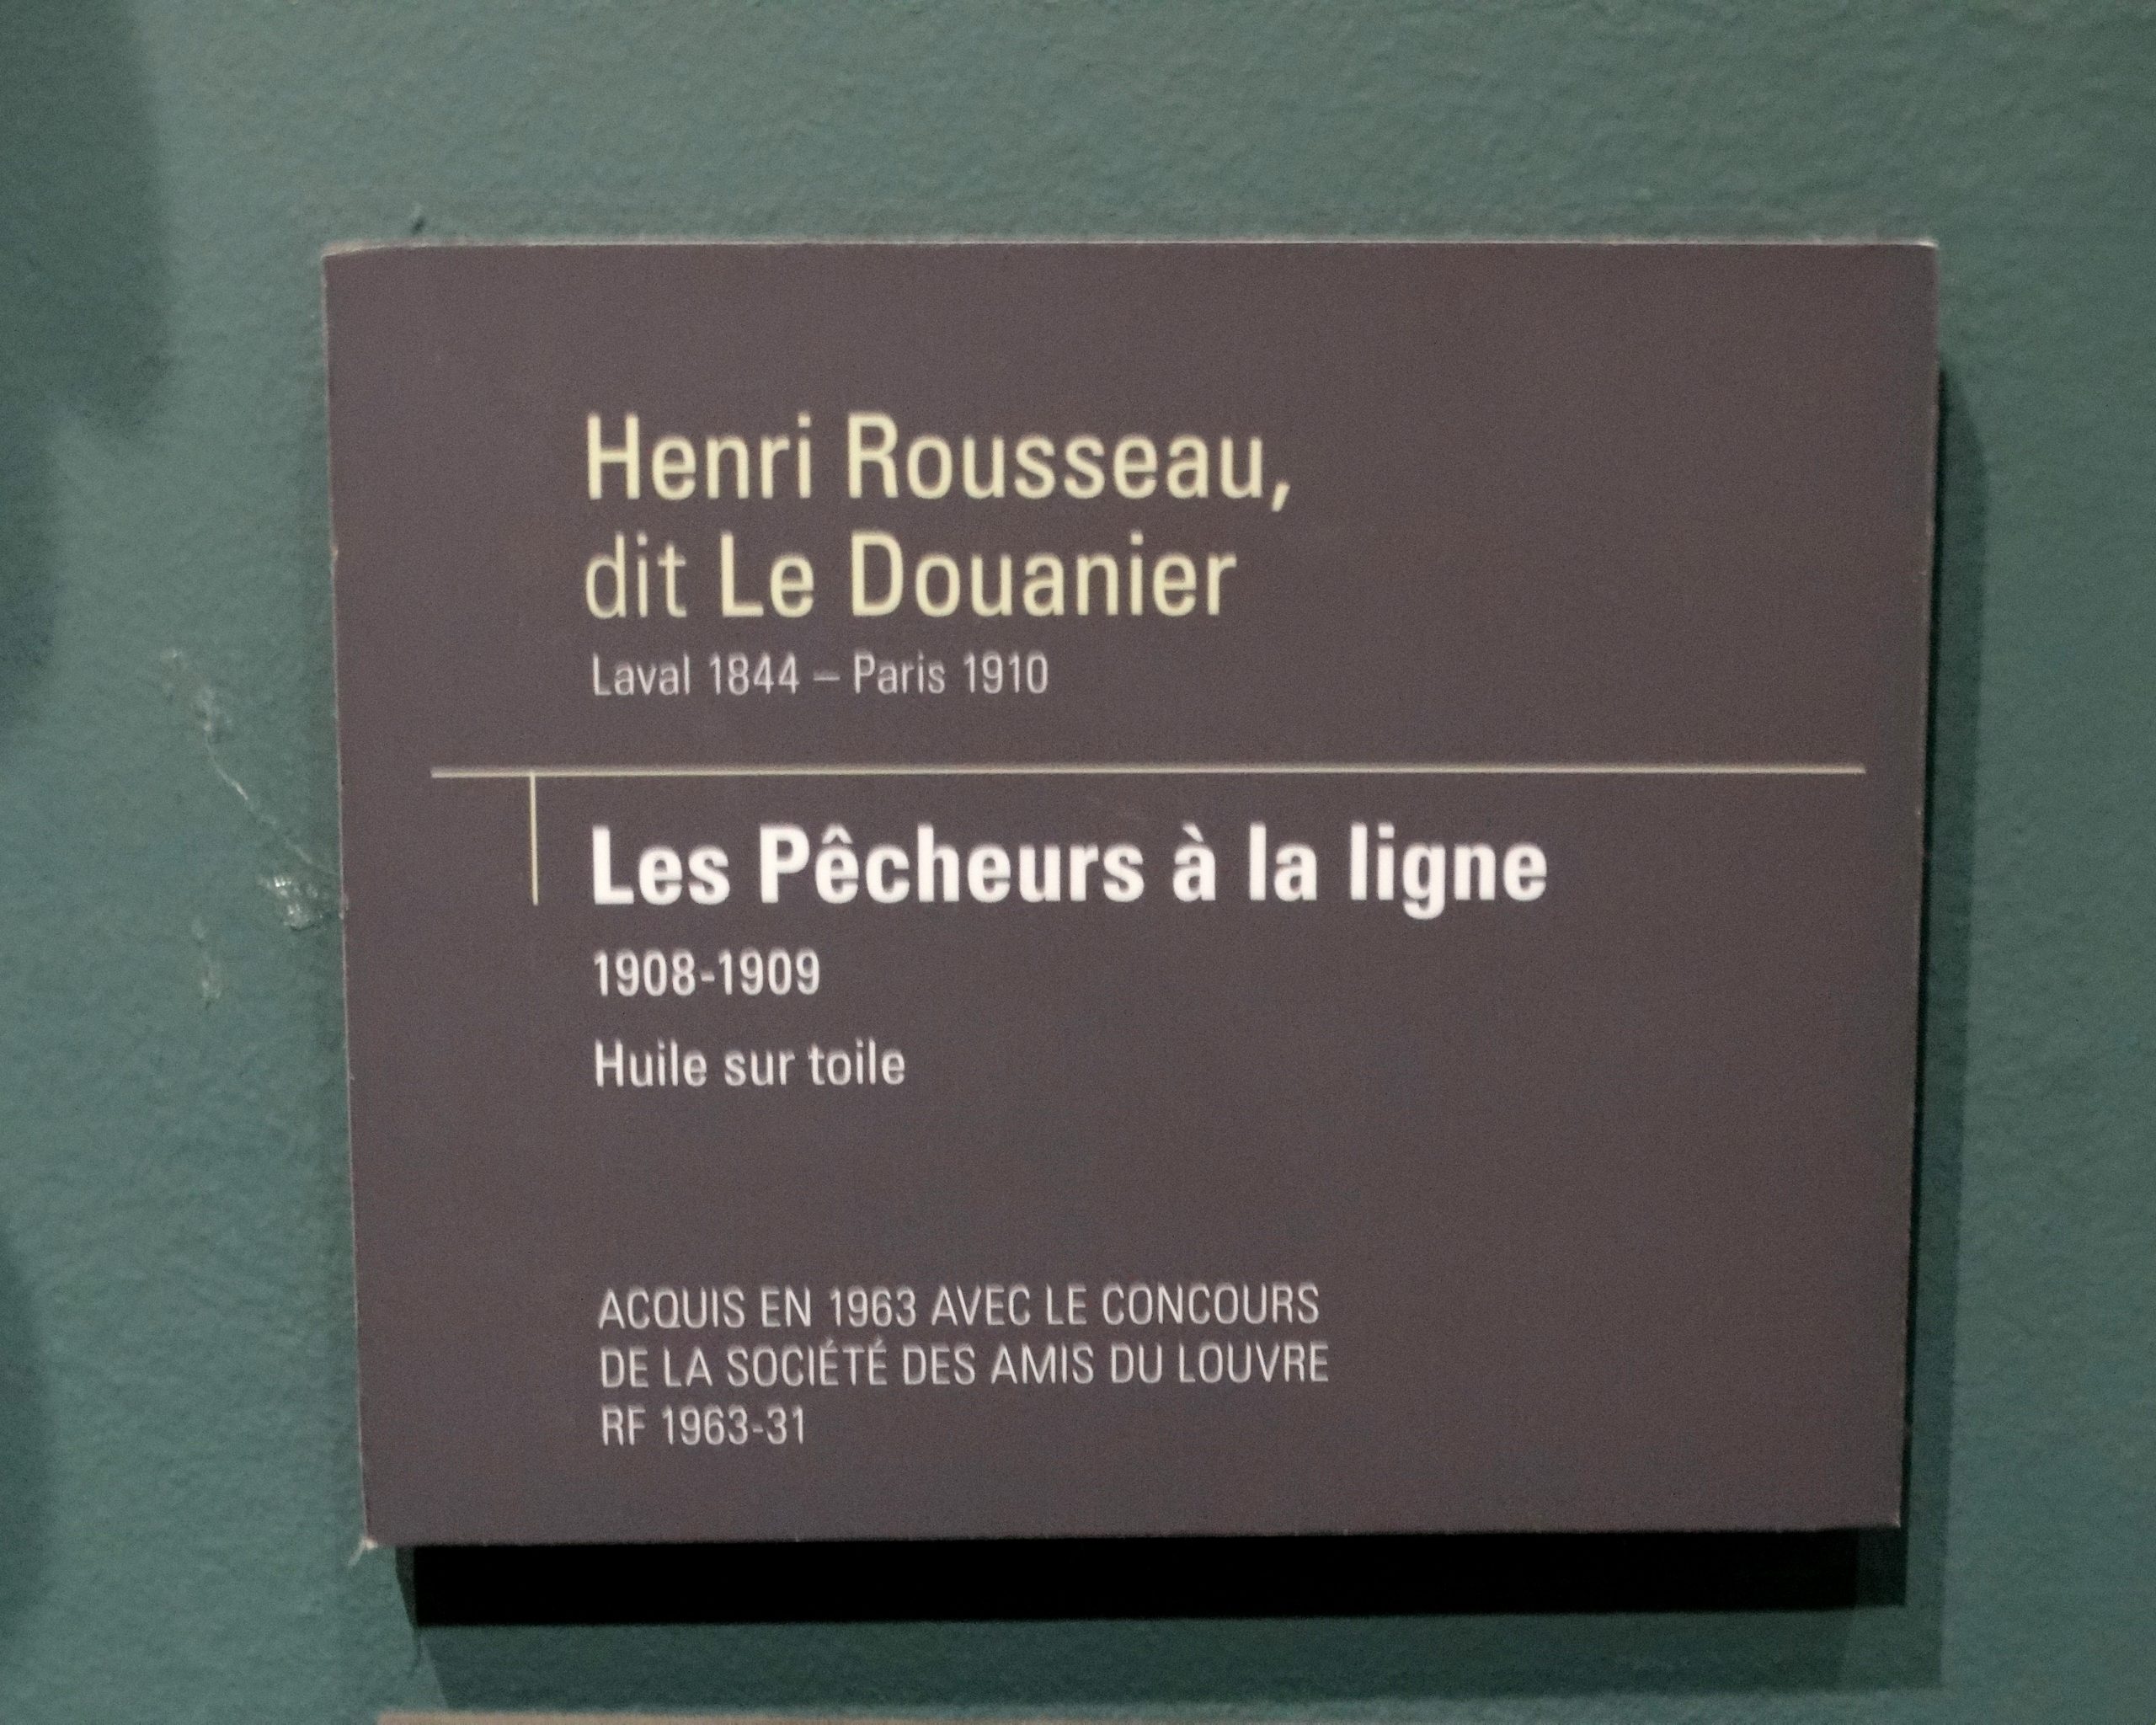 Henri Rousseau,
dit Le Douanier
Laval 1844 – Paris 1910
Les Pêcheurs à la ligne
1908-1909
Huile sur toile
ACQUIS EN 1963 AVEC LE CONCOURS
DE LA SOCIÉTÉ DES AMIS DU LOUVRE
RF 1963-31